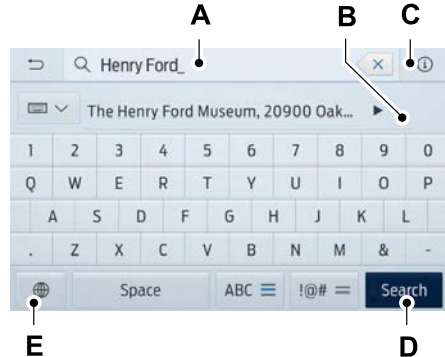 A B C
Henry Ford_
The Henry Ford Museum, 20900 Oak...
1 2 3 4 5 6 7 8 9 0
Q W E R T Y U I O P
A S D F G H J K L
. Z X C V B N M & -
Space ABC !@# Search
E D